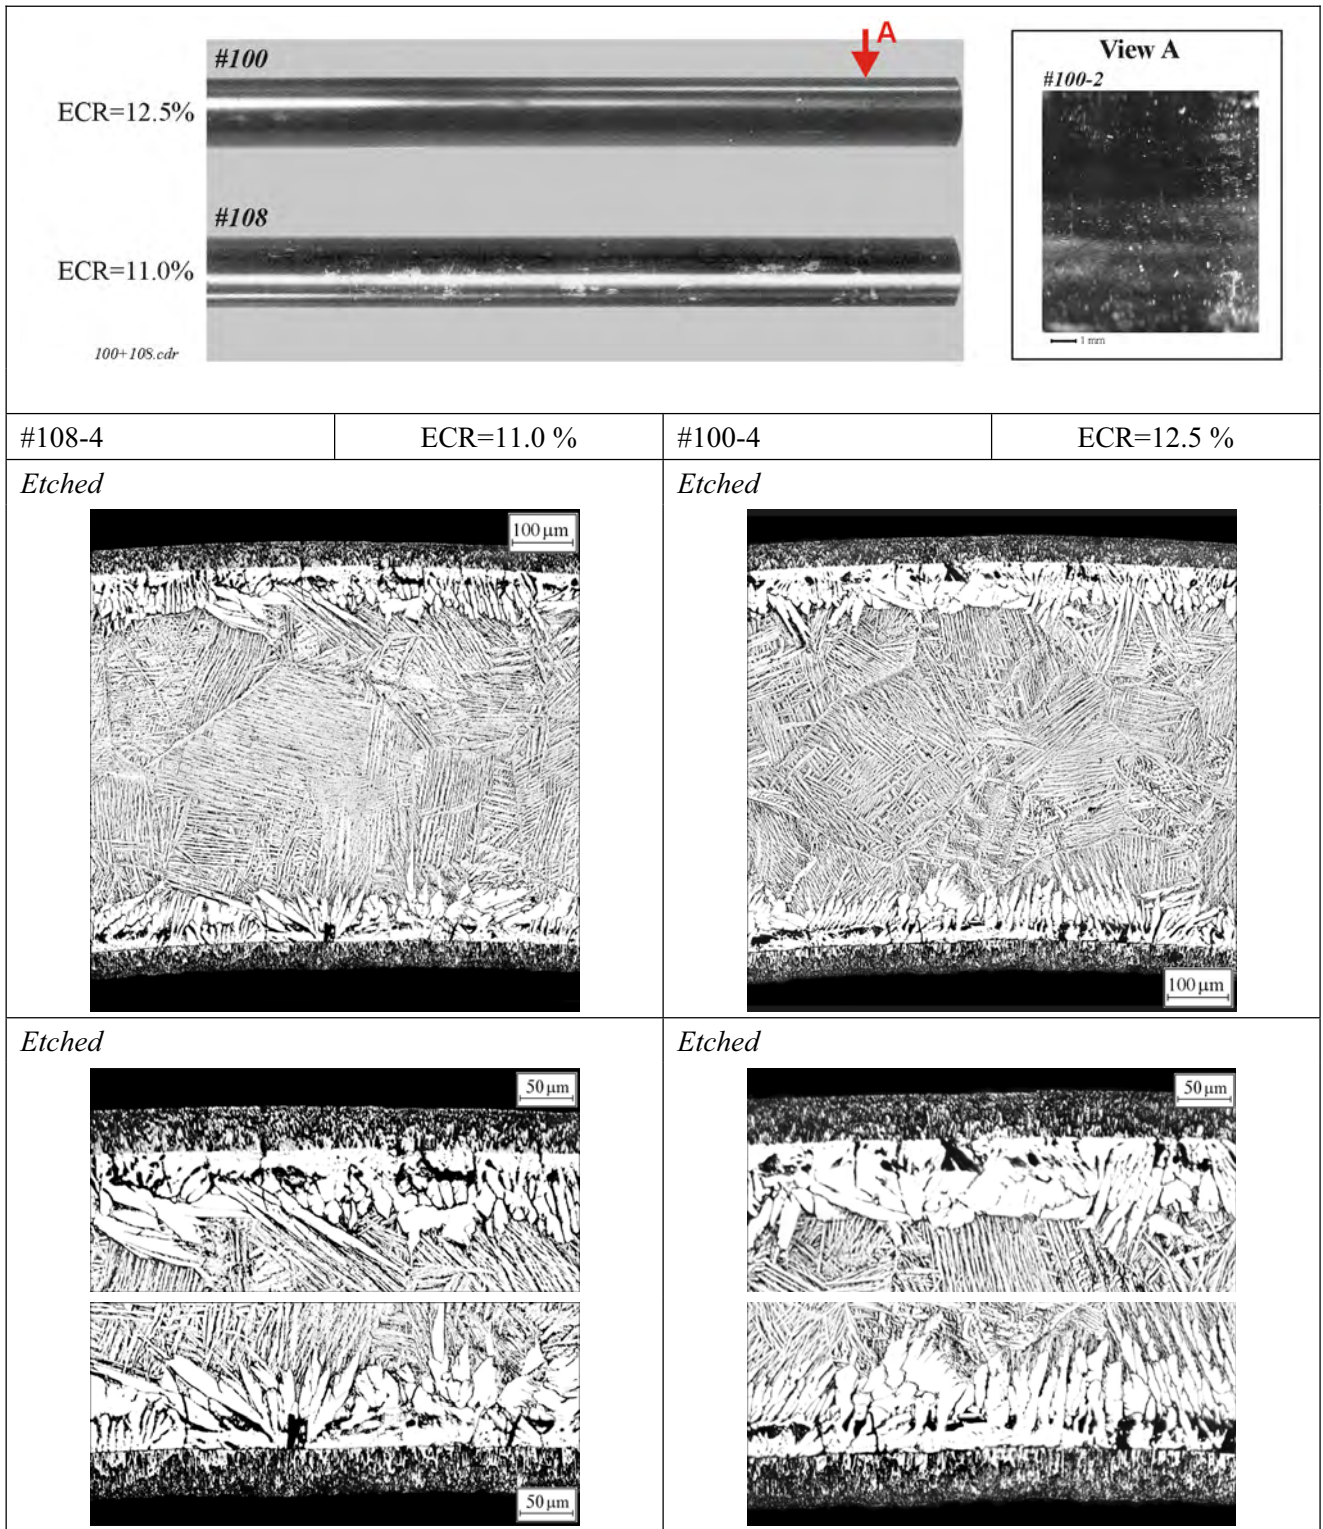 #100
A
ECR=12.5%
#108
ECR=11.0%
100+108.cdr
View A
#100-2
1 mm
#108-4
ECR=11.0 %
#100-4
ECR=12.5 %
Etched
Etched
100 µm
100 µm
Etched
Etched
50 µm
50 µm
50 µm